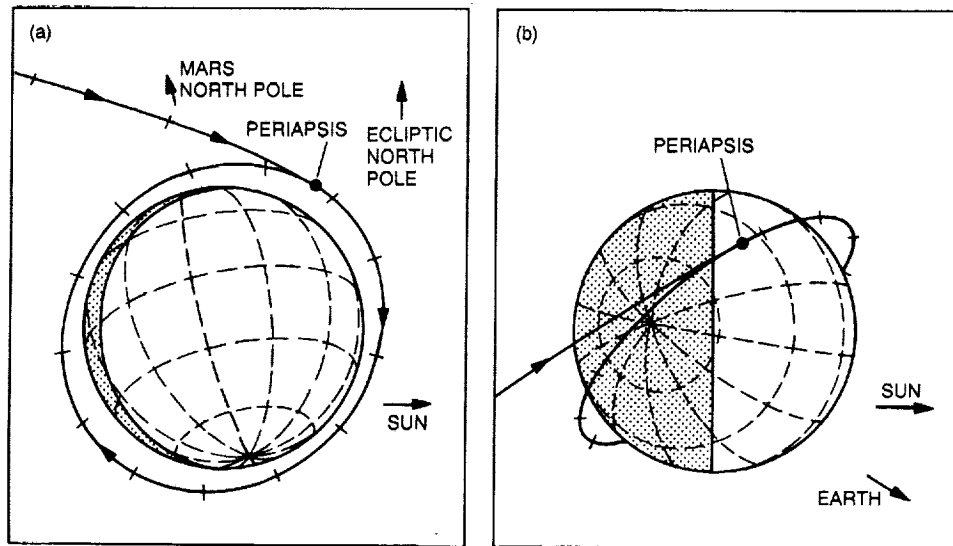 (a)
MARS
NORTH POLE
PERIAPSIS
ECLIPTIC
NORTH
POLE
SUN
(b)
PERIAPSIS
SUN
EARTH